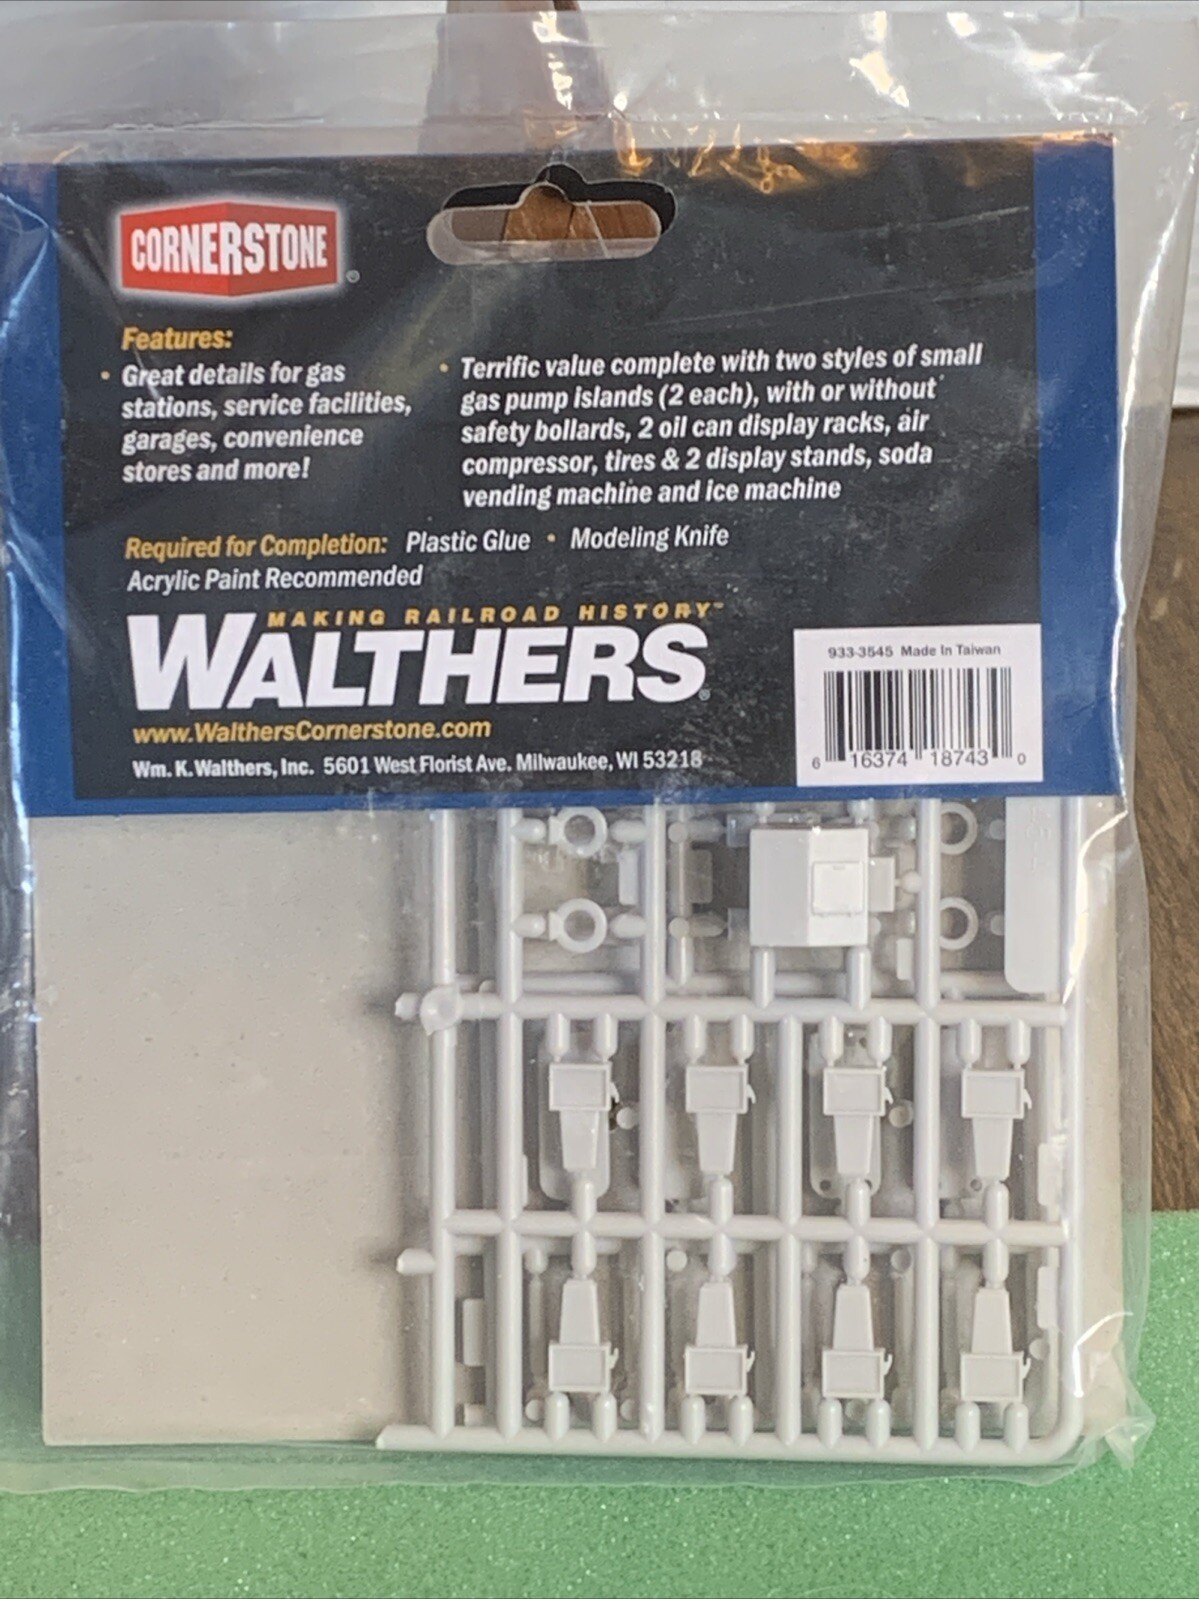 CORNERSTONE ®
Features:
• Great details for gas
stations, service facilities,
garages, convenience
stores and more!
• Terrific value complete with two styles of small
gas pump islands (2 each), with or without
safety bollards, 2 oil can display racks, air
compressor, tires & 2 display stands, soda
vending machine and ice machine
Required for Completion: Plastic Glue • Modeling Knife
Acrylic Paint Recommended
MAKING RAILROAD HISTORY™
WALTHERS®
www.WalthersCornerstone.com
Wm. K. Walthers, Inc. 5601 West Florist Ave. Milwaukee, WI 53218
933-3545 Made In Taiwan
6 16374 18743 0